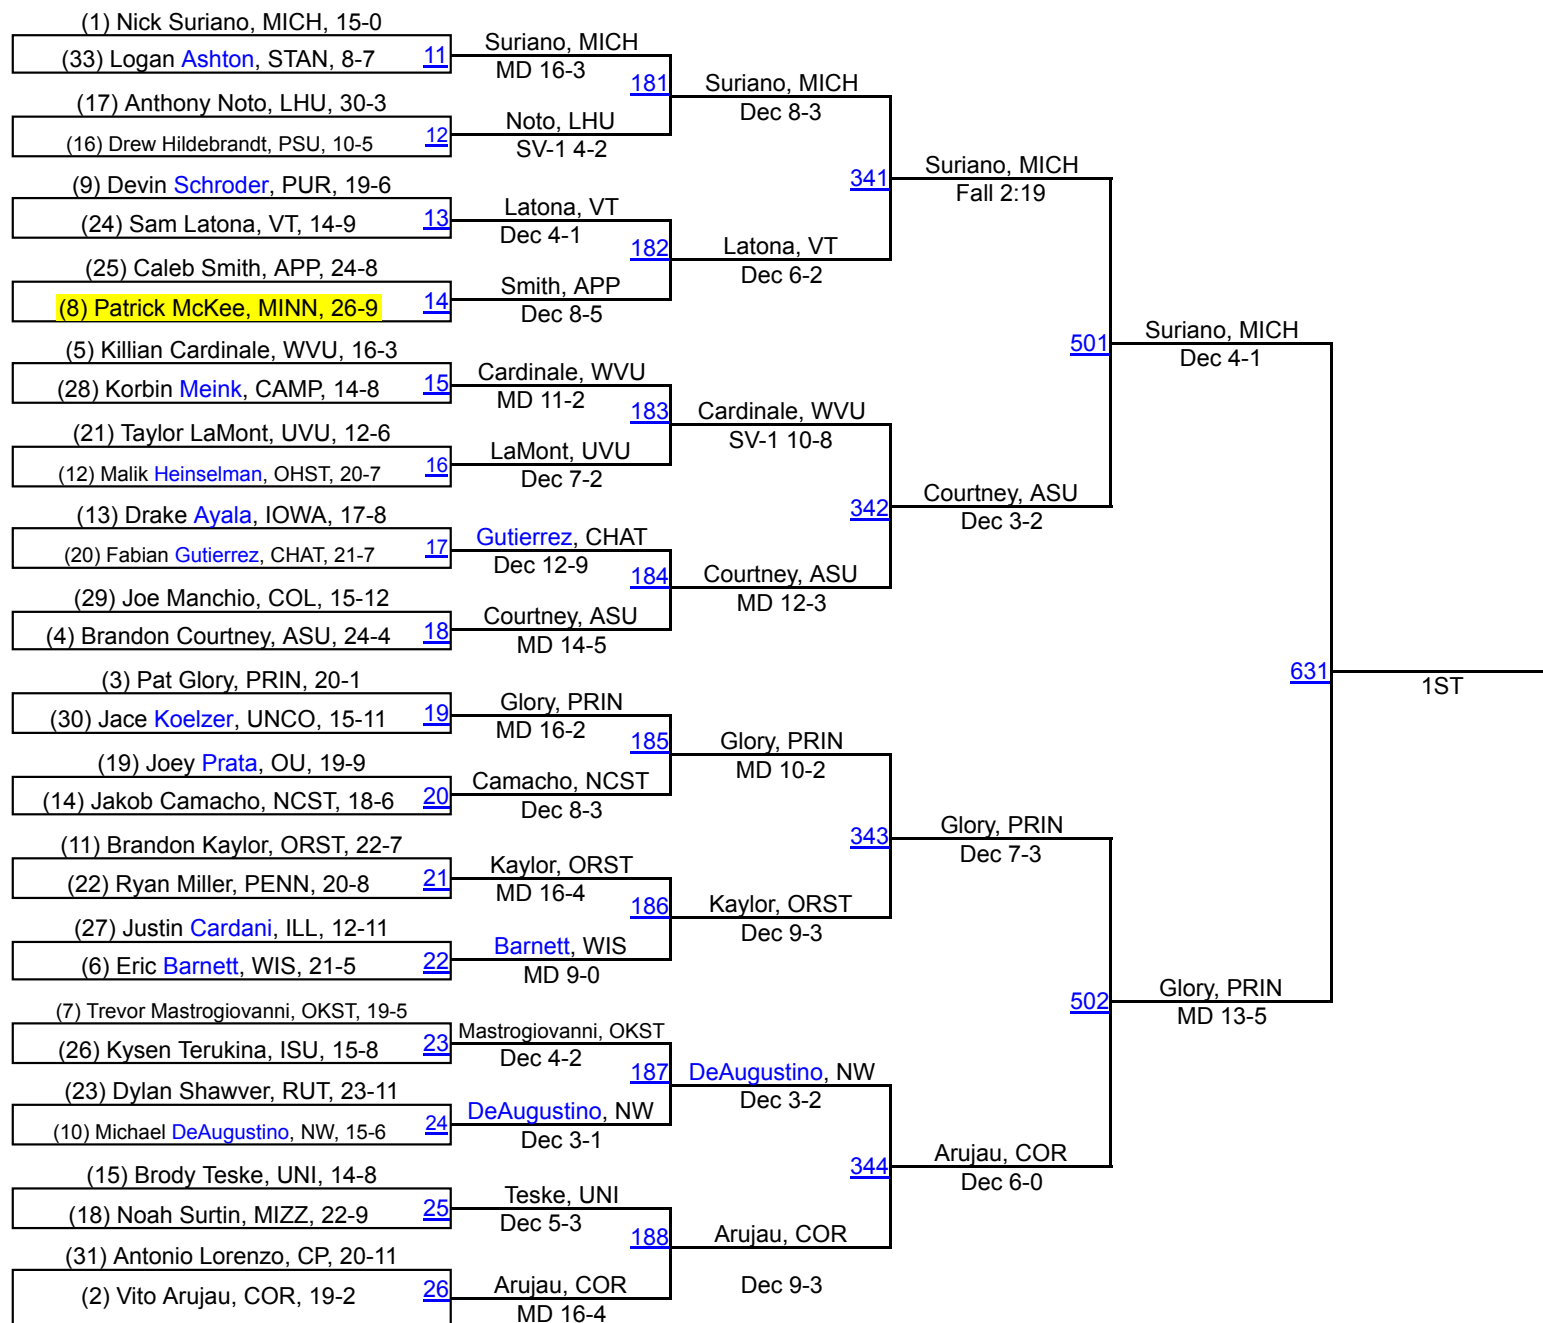 (1) Nick Suriano, MICH, 15-0
(33) Logan Ashton, STAN, 8-7
11
(17) Anthony Noto, LHU, 30-3
(16) Drew Hildebrandt, PSU, 10-5
12
(9) Devin Schroder, PUR, 19-6
(24) Sam Latona, VT, 14-9
13
(25) Caleb Smith, APP, 24-8
(8) Patrick McKee, MINN, 26-9
14
(5) Killian Cardinale, WVU, 16-3
(28) Korbin Meink, CAMP, 14-8
15
(21) Taylor LaMont, UVU, 12-6
(12) Malik Heinselman, OHST, 20-7
16
(13) Drake Ayala, IOWA, 17-8
(20) Fabian Gutierrez, CHAT, 21-7
17
(29) Joe Manchio, COL, 15-12
(4) Brandon Courtney, ASU, 24-4
18
(3) Pat Glory, PRIN, 20-1
(30) Jace Koelzer, UNCO, 15-11
19
(19) Joey Prata, OU, 19-9
(14) Jakob Camacho, NCST, 18-6
20
(11) Brandon Kaylor, ORST, 22-7
(22) Ryan Miller, PENN, 20-8
21
(27) Justin Cardani, ILL, 12-11
(6) Eric Barnett, WIS, 21-5
22
(7) Trevor Mastrogiovanni, OKST, 19-5
(26) Kysen Terukina, ISU, 15-8
23
(23) Dylan Shawver, RUT, 23-11
(10) Michael DeAugustino, NW, 15-6
24
(15) Brody Teske, UNI, 14-8
(18) Noah Surtin, MIZZ, 22-9
25
(31) Antonio Lorenzo, CP, 20-11
(2) Vito Arujau, COR, 19-2
26
Suriano, MICH
MD 16-3
181
Noto, LHU
SV-1 4-2
Latona, VT
Dec 4-1
182
Smith, APP
Dec 8-5
Cardinale, WVU
MD 11-2
183
LaMont, UVU
Dec 7-2
Gutierrez, CHAT
Dec 12-9
184
Courtney, ASU
MD 14-5
Glory, PRIN
MD 16-2
185
Camacho, NCST
Dec 8-3
Kaylor, ORST
MD 16-4
186
Barnett, WIS
MD 9-0
Mastrogiovanni, OKST
Dec 4-2
187
DeAugustino, NW
Dec 3-1
Teske, UNI
Dec 5-3
188
Arujau, COR
MD 16-4
Suriano, MICH
Dec 8-3
341
Latona, VT
Dec 6-2
Cardinale, WVU
SV-1 10-8
342
Courtney, ASU
MD 12-3
Glory, PRIN
MD 10-2
343
Kaylor, ORST
Dec 9-3
DeAugustino, NW
Dec 3-2
344
Arujau, COR
Dec 9-3
Suriano, MICH
Fall 2:19
501
Courtney, ASU
Dec 3-2
Glory, PRIN
Dec 7-3
502
Arujau, COR
Dec 6-0
Suriano, MICH
Dec 4-1
631
Glory, PRIN
MD 13-5
1ST